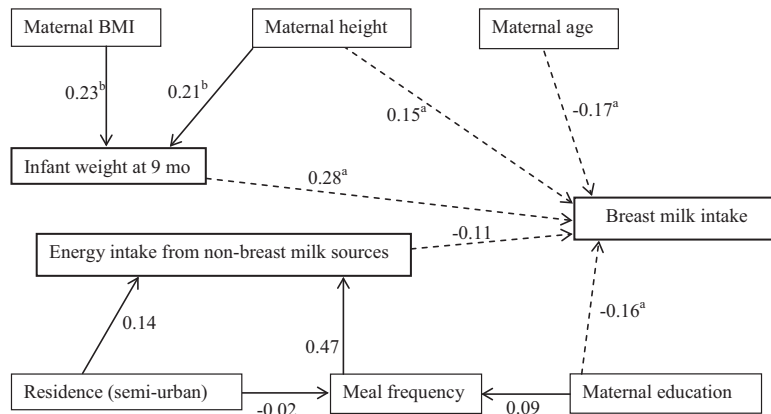 Maternal BMI
Maternal height
Maternal age
0.23ᵇ
0.21ᵇ
0.15ᵃ
-0.17ᵃ
Infant weight at 9 mo
0.28ᵃ
Breast milk intake
Energy intake from non-breast milk sources
-0.11
0.14
0.47
-0.16ᵃ
Residence (semi-urban)
-0.02
Meal frequency
0.09
Maternal education